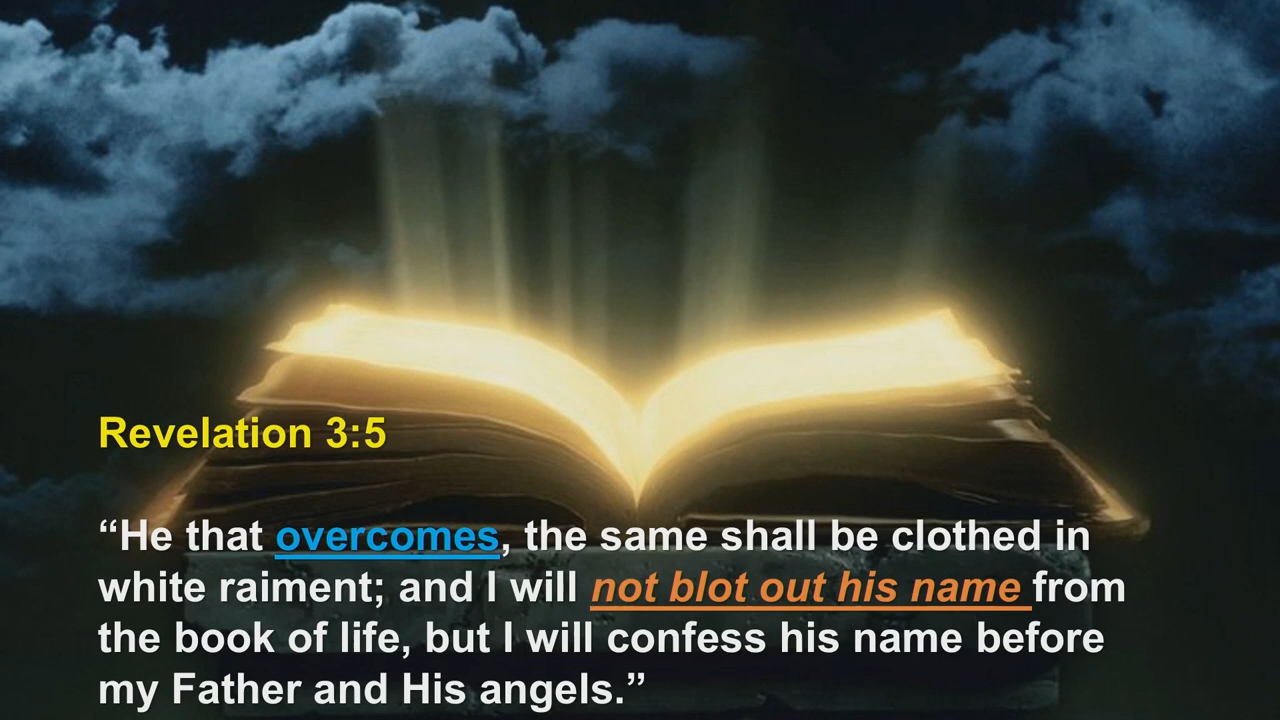 Revelation 3:5
“He that overcomes, the same shall be clothed in
white raiment; and I will not blot out his name from
the book of life, but I will confess his name before
my Father and His angels.”